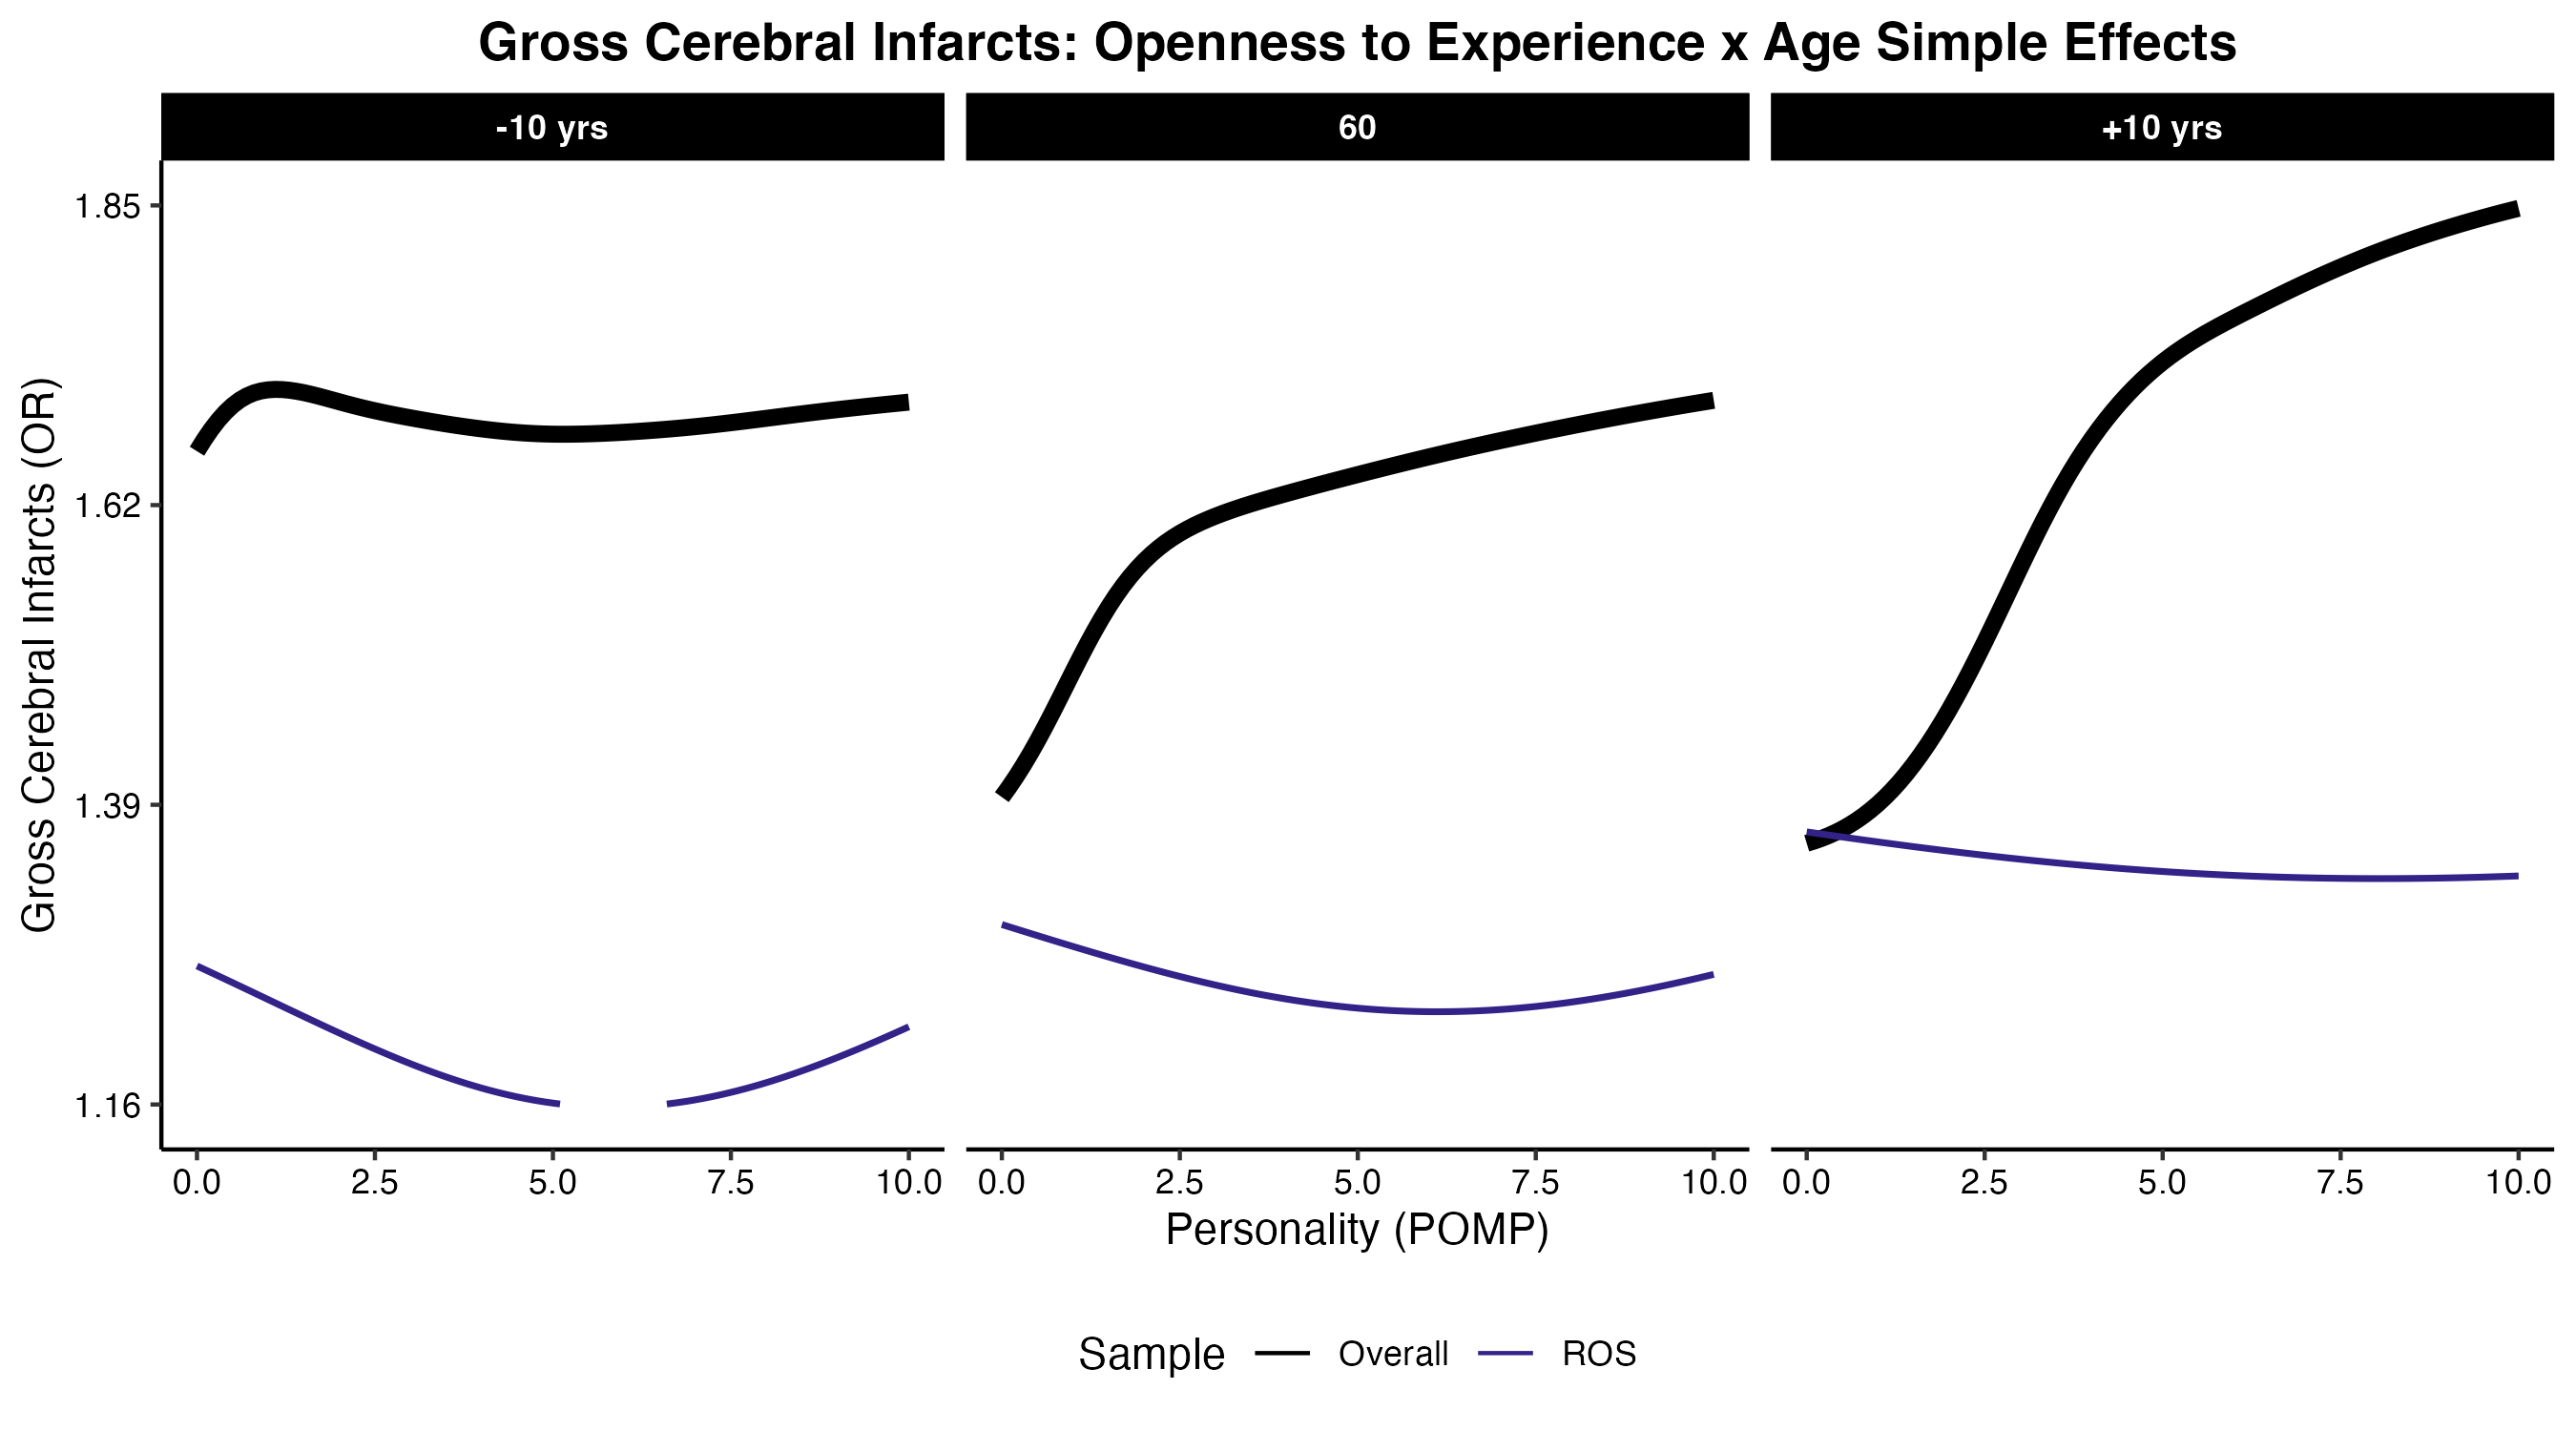 Gross Cerebral Infarcts: Openness to Experience x Age Simple Effects
-10 yrs
60
+10 yrs
Gross Cerebral Infarcts (OR)
1.85
1.62
1.39
1.16
0.0 2.5 5.0 7.5 10.0
0.0 2.5 5.0 7.5 10.0
0.0 2.5 5.0 7.5 10.0
Personality (POMP)
Sample Overall ROS